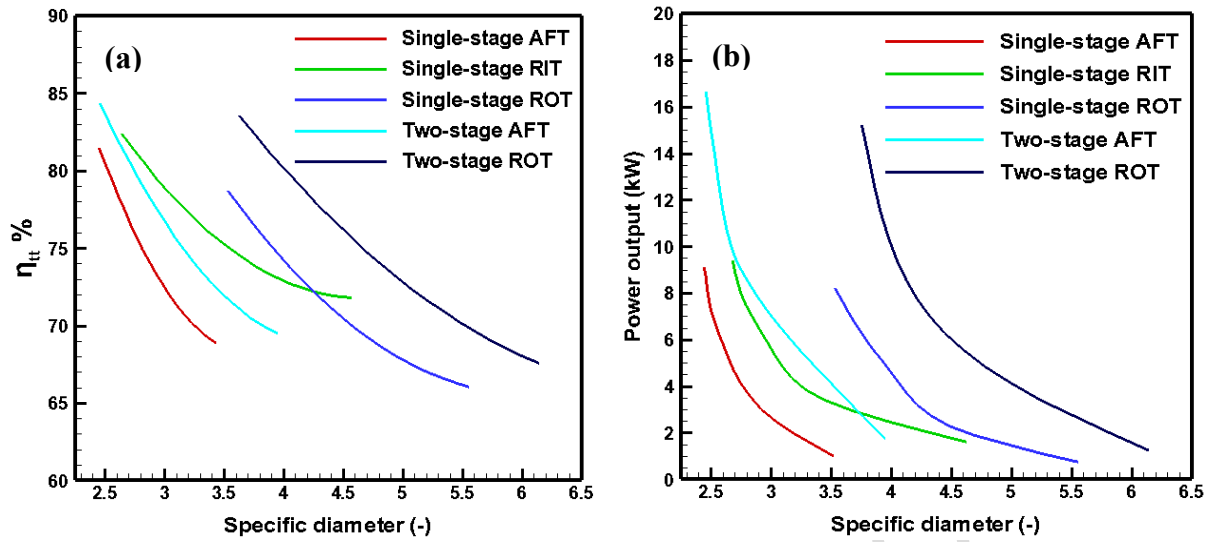 (a)
Single-stage AFT
Single-stage RIT
Single-stage ROT
Two-stage AFT
Two-stage ROT
90
85
80
75
70
65
60
ηtt %
2.5 3 3.5 4 4.5 5 5.5 6 6.5
Specific diameter (-)
(b)
Single-stage AFT
Single-stage RIT
Single-stage ROT
Two-stage AFT
Two-stage ROT
20
18
16
14
12
10
8
6
4
2
0
Power output (kW)
2.5 3 3.5 4 4.5 5 5.5 6 6.5
Specific diameter (-)